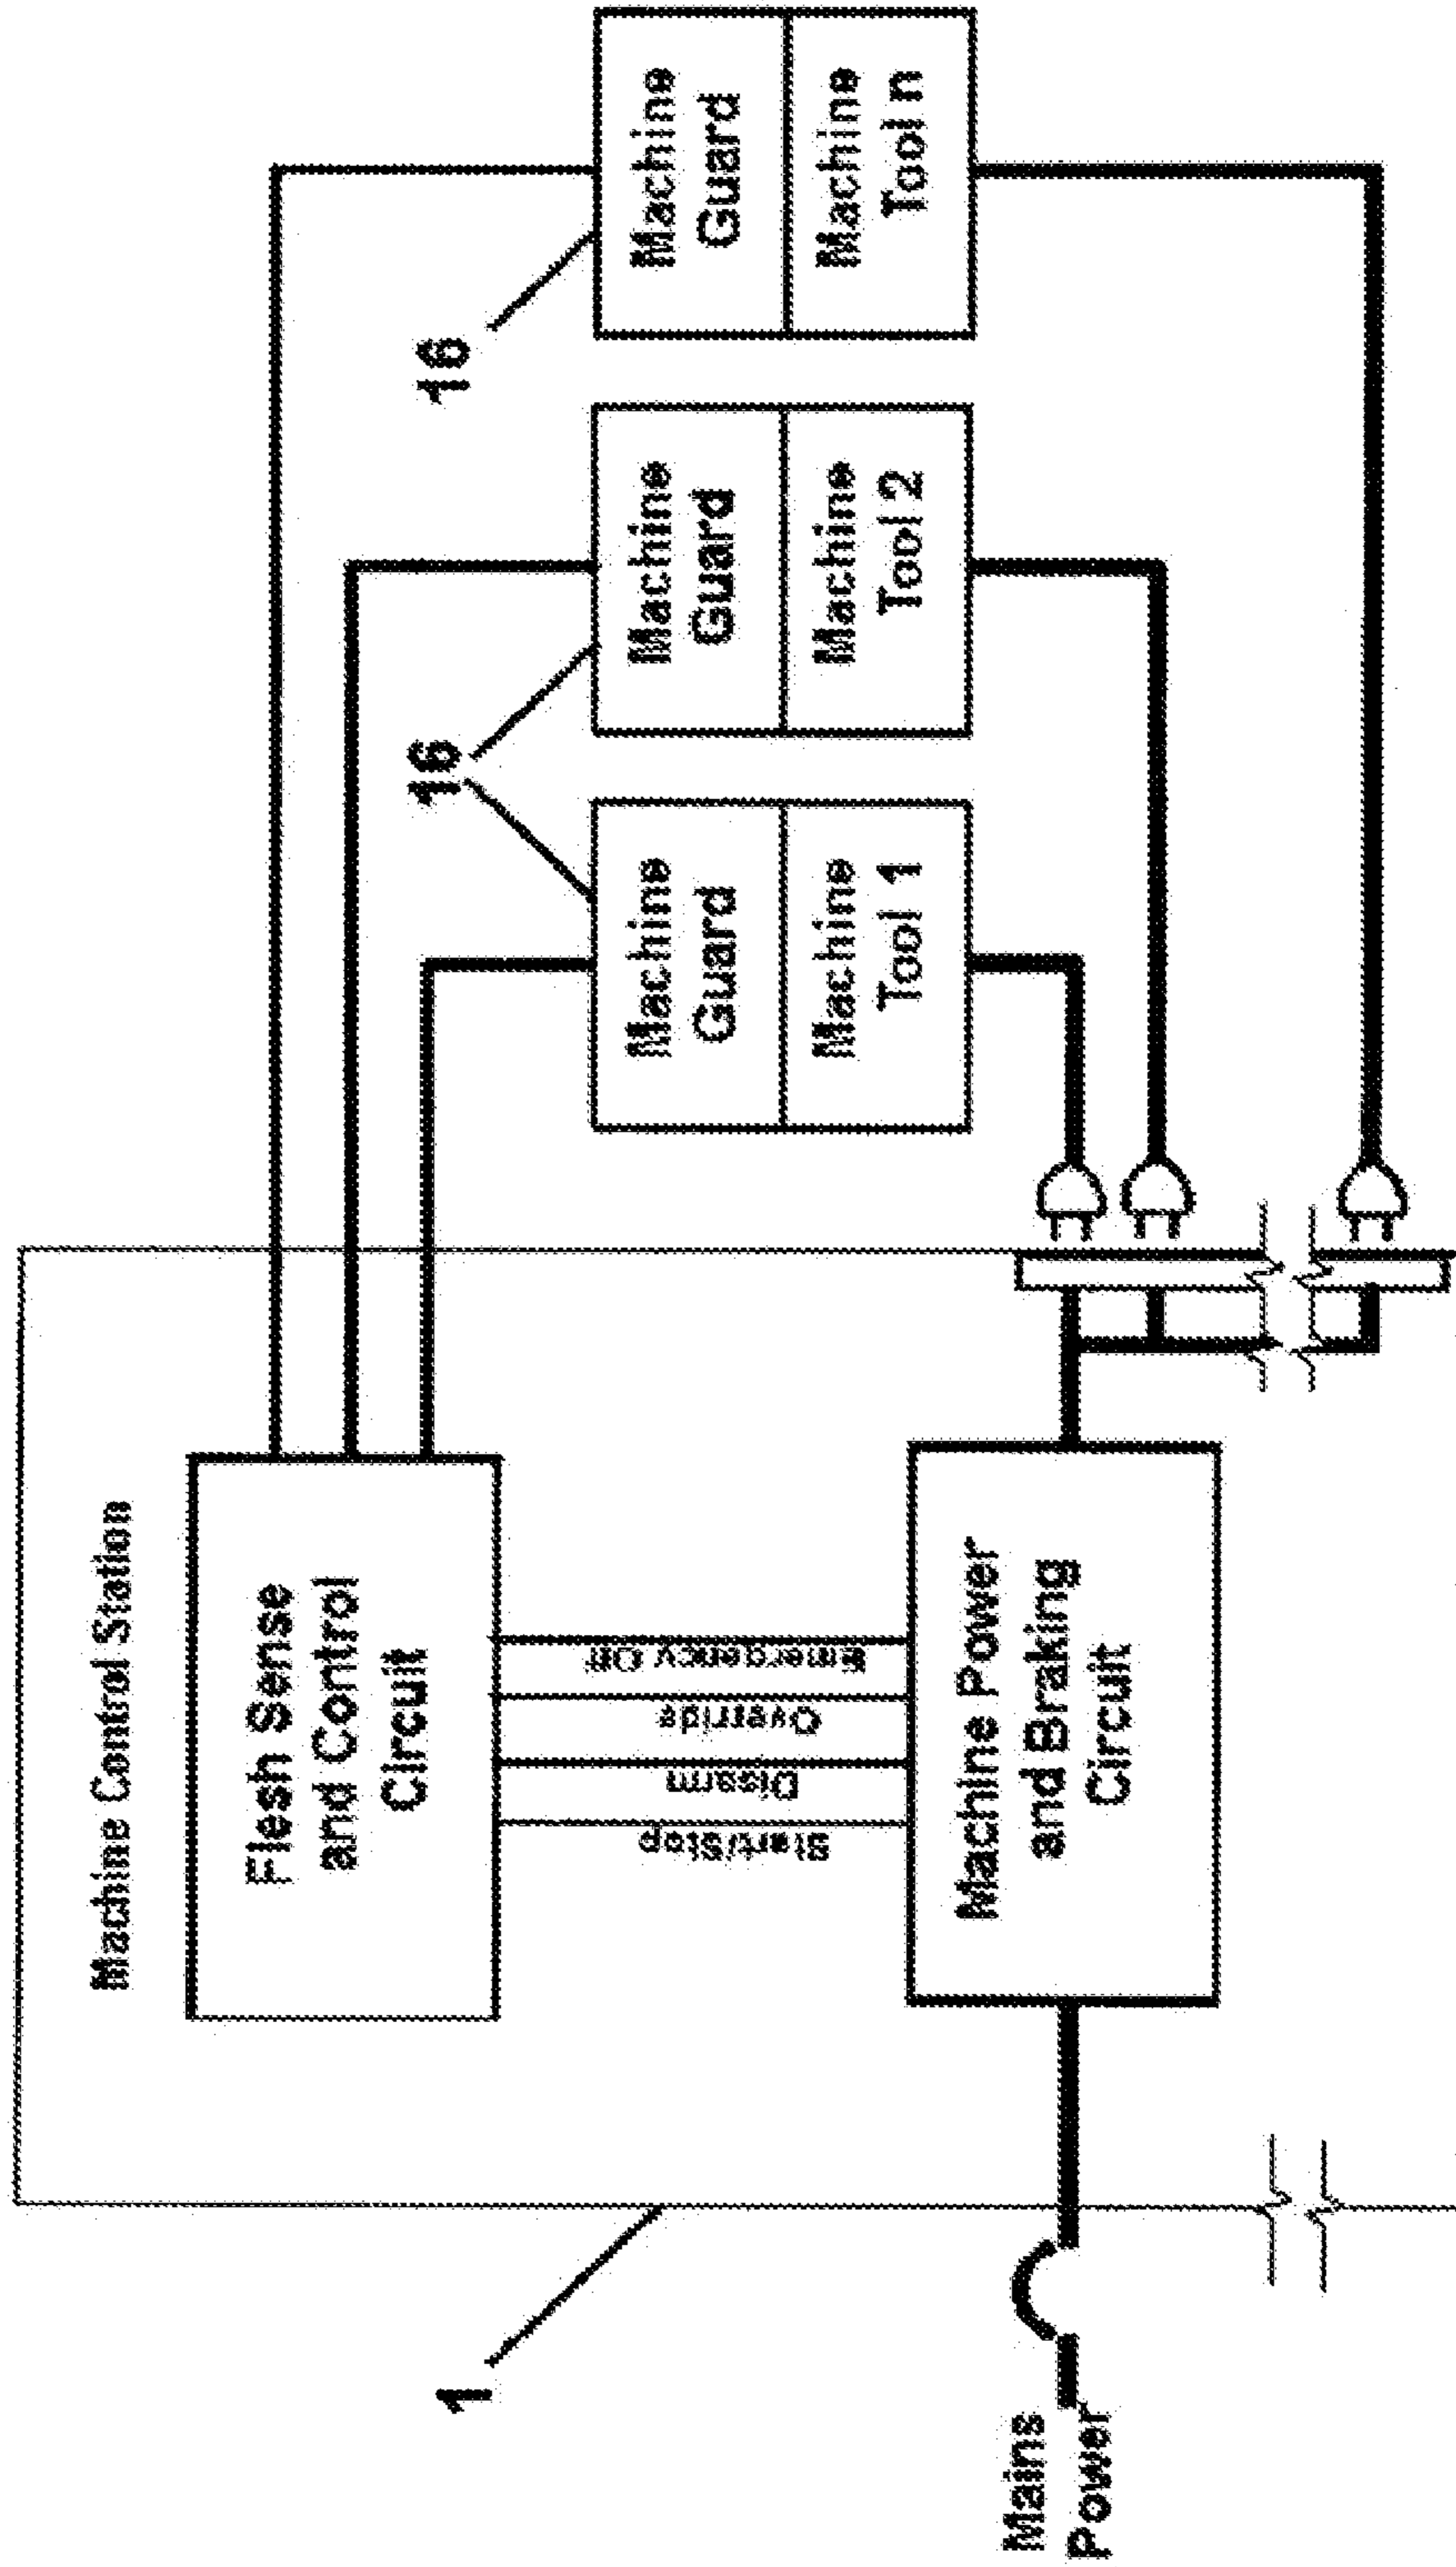 Machine Control Station
Flesh Sense
and Control
Circuit
Start/Stop
Disarm
Override
Emergency Off
Machine Power
and Braking
Circuit
1
Mains
Power
16
16
Machine
Guard
Machine
Tool 1
Machine
Guard
Machine
Tool 2
Machine
Guard
Machine
Tool n